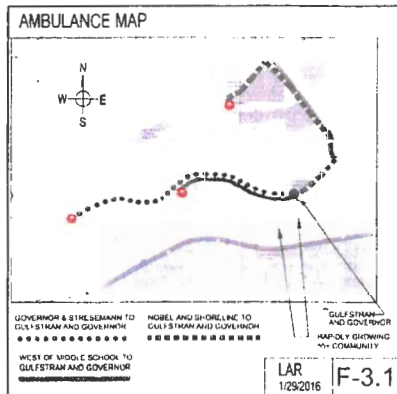 AMBULANCE MAP
N
W E
S
GOVERNOR & STRESEMANN TO
GULFSTRAN AND GOVERNOR
NOBEL AND SHORELINE TO
GULFSTRAN AND GOVERNOR
WEST OF MIDDLE SCHOOL TO
GULFSTRAN AND GOVERNOR
GULFSTRAN
AND GOVERNOR
RAPIDLY GROWING
COMMUNITY
LAR
1/29/2016
F-3.1